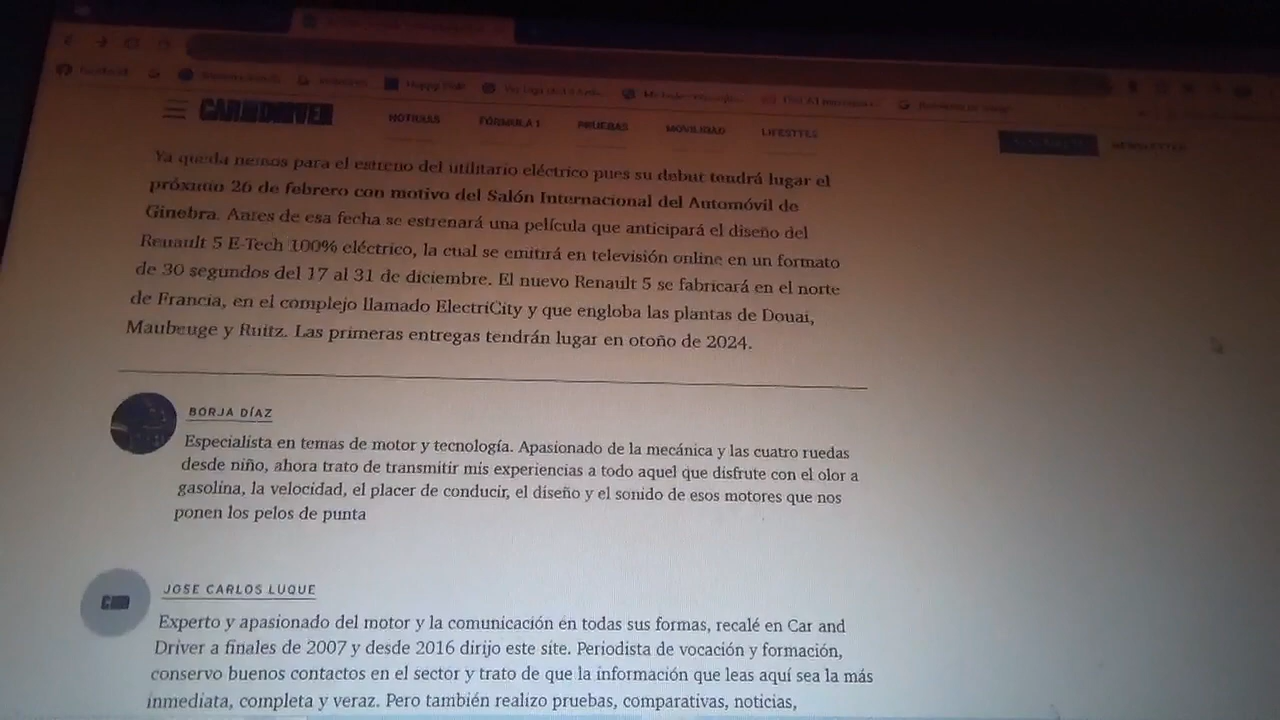 Facebook
CAR AND DRIVER
NOTICIAS
FÓRMULA 1
PRUEBAS
MOVILIDAD
LIFESTYLE
NEWSLETTER
Ya queda menos para el estreno del utilitario eléctrico pues su debut tendrá lugar el
próximo 26 de febrero con motivo del Salón Internacional del Automóvil de
Ginebra. Antes de esa fecha se estrenará una película que anticipará el diseño del
Renault 5 E-Tech 100% eléctrico, la cual se emitirá en televisión online en un formato
de 30 segundos del 17 al 31 de diciembre. El nuevo Renault 5 se fabricará en el norte
de Francia, en el complejo llamado ElectriCity y que engloba las plantas de Douai,
Maubeuge y Ruitz. Las primeras entregas tendrán lugar en otoño de 2024.
BORJA DÍAZ
Especialista en temas de motor y tecnología. Apasionado de la mecánica y las cuatro ruedas
desde niño, ahora trato de transmitir mis experiencias a todo aquel que disfrute con el olor a
gasolina, la velocidad, el placer de conducir, el diseño y el sonido de esos motores que nos
ponen los pelos de punta
JOSE CARLOS LUQUE
Experto y apasionado del motor y la comunicación en todas sus formas, recalé en Car and
Driver a finales de 2007 y desde 2016 dirijo este site. Periodista de vocación y formación,
conservo buenos contactos en el sector y trato de que la información que leas aquí sea la más
inmediata, completa y veraz. Pero también realizo pruebas, comparativas, noticias,